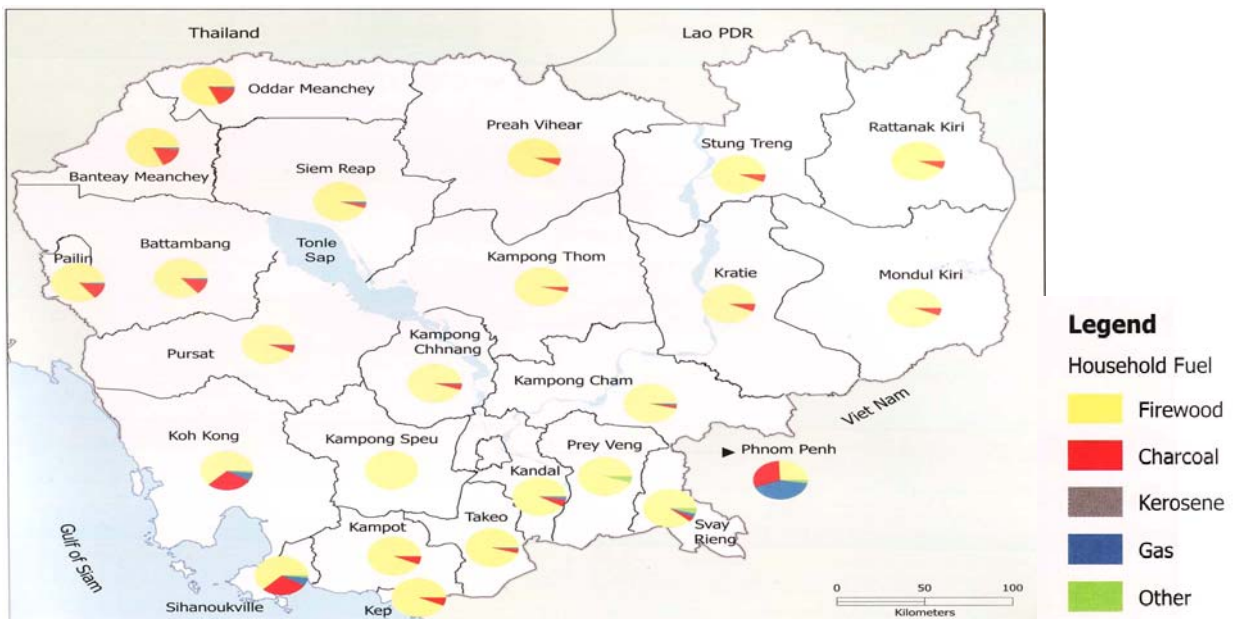 Thailand
Lao PDR
Oddar Meanchey
Preah Vihear
Rattanak Kiri
Stung Treng
Banteay Meanchey
Siem Reap
Battambang
Tonle
Sap
Pailin
Kampong Thom
Kratie
Mondul Kiri
Pursat
Kampong
Chhnang
Kampong Cham
Viet Nam
Koh Kong
Kampong Speu
Prey Veng
Phnom Penh
Kandal
Svay
Rieng
Gulf of Siam
Kampot
Takeo
Sihanoukville
Kep
0 50 100
Kilometers
Legend
Household Fuel
Firewood
Charcoal
Kerosene
Gas
Other